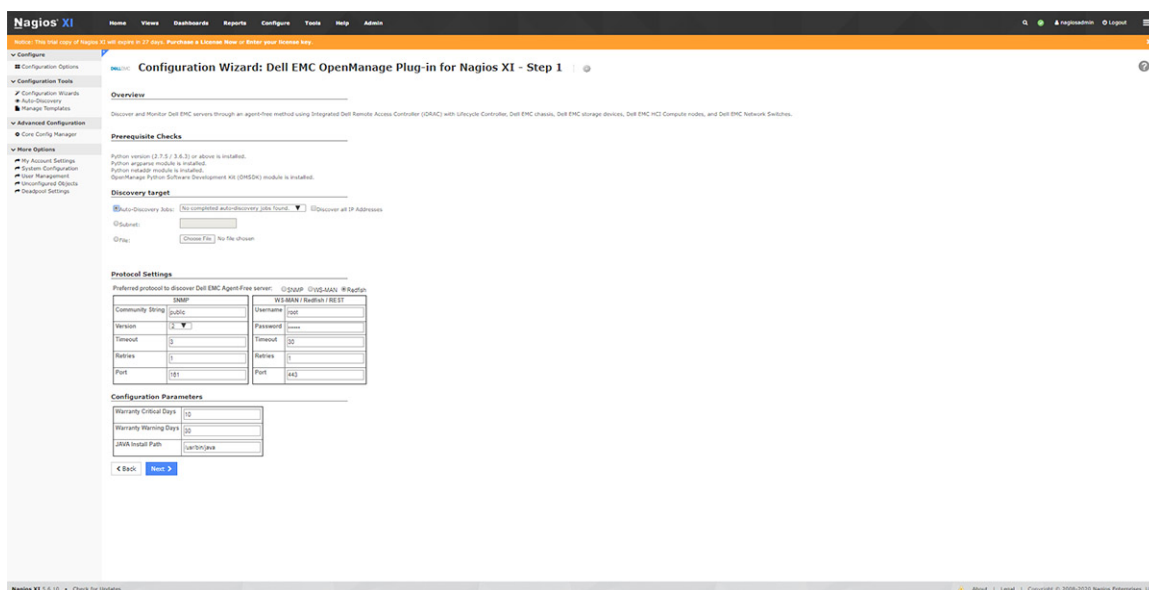 Nagios XI
Home Views Dashboards Reports Configure Tools Help Admin
nagiosadmin Logout
Notice: This trial copy of Nagios XI will expire in 27 days. Purchase a License Now or Enter your license key.
Configure
Configuration Options
Configuration Tools
Configuration Wizards
Auto-Discovery
Manage Templates
Advanced Configuration
Core Config Manager
More Options
My Account Settings
System Configuration
User Management
Unconfigured Objects
Deadpool Settings
Configuration Wizard: Dell EMC OpenManage Plug-in for Nagios XI - Step 1
Overview
Discover and Monitor Dell EMC servers through an agent-free method using Integrated Dell Remote Access Controller (iDRAC) with Lifecycle Controller, Dell EMC chassis, Dell EMC storage devices, Dell EMC HCI Compute nodes, and Dell EMC Network Switches.
Prerequisite Checks
Python version (2.7.5 / 3.6.3) or above is installed.
Python argparse module is installed.
Python netaddr module is installed.
OpenManage Python Software Development Kit (OMSDK) module is installed.
Discovery target
Auto-Discovery Jobs: No completed auto-discovery jobs found. Discover all IP Addresses
Subnet:
File: Choose File No file chosen
Protocol Settings
Preferred protocol to discover Dell EMC Agent-Free server: SNMP WS-MAN Redfish
SNMP WS-MAN / Redfish / REST
Community String public Username root
Version 2 Password
Timeout 3 Timeout 30
Retries 1 Retries 1
Port 161 Port 443
Configuration Parameters
Warranty Critical Days 10
Warranty Warning Days 30
JAVA Install Path /usr/bin/java
Back Next
Nagios XI 5.6.10 • Check for Updates
About | Legal | Copyright © 2008-2020 Nagios Enterprises